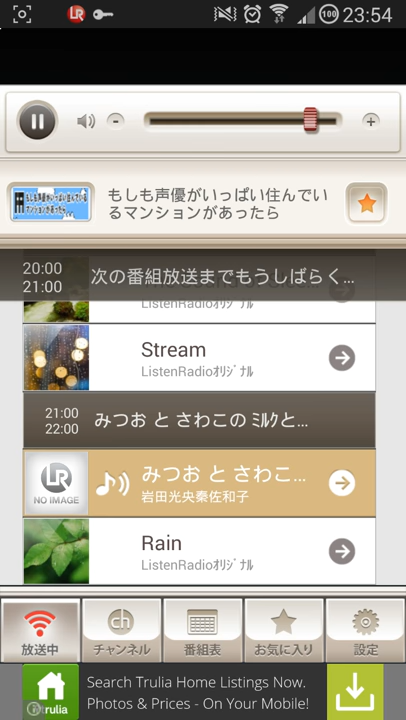 LR
100
23:54
もしも声優がいっぱい住んでい
るマンションがあったら
20:00
21:00
次の番組放送までもうしばらく...
ListenRadioｵﾘｼﾞﾅﾙ
Stream
ListenRadioｵﾘｼﾞﾅﾙ
21:00
22:00
みつお と さわこの ﾐﾙｸと...
LR
NO IMAGE
みつお と さわこ...
岩田光央秦佐和子
Rain
ListenRadioｵﾘｼﾞﾅﾙ
ch
放送中
チャンネル
番組表
お気に入り
設定
trulia
Search Trulia Home Listings Now.
Photos & Prices - On Your Mobile!